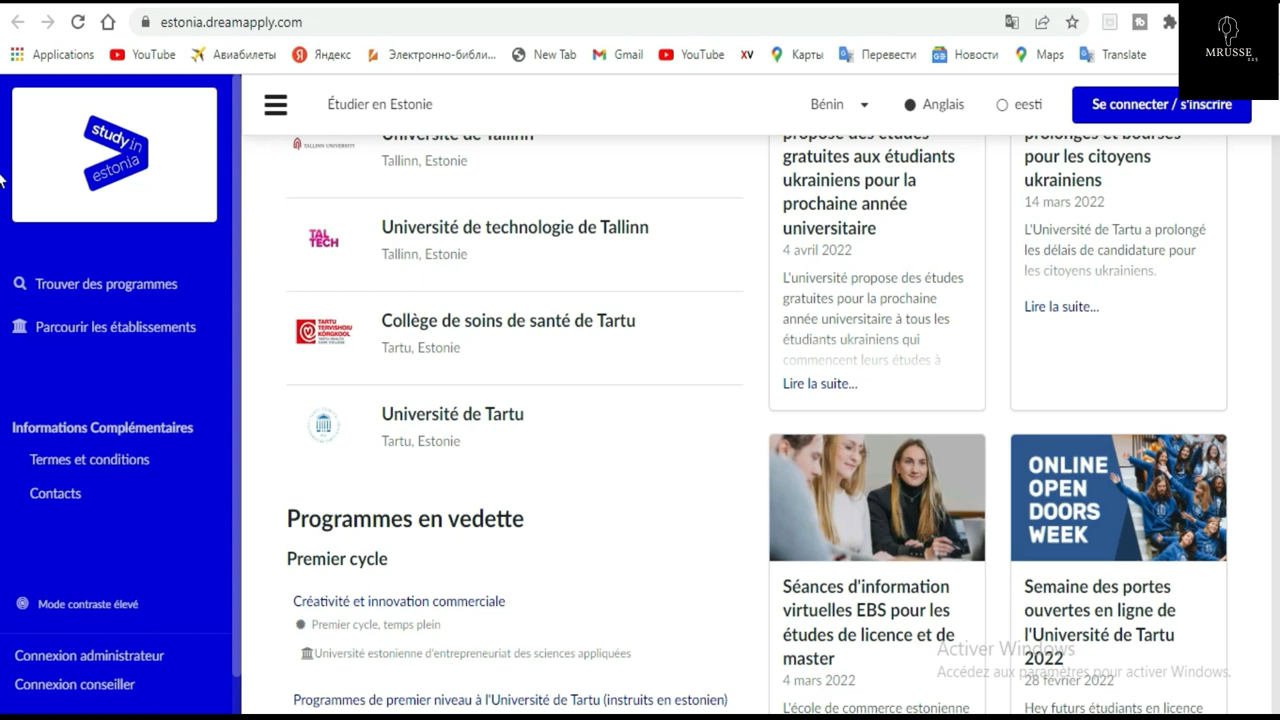 estonia.dreamapply.com
Applications
YouTube
Авиабилеты
Яндекс
Электронно-библи...
New Tab
Gmail
YouTube
XV
Карты
Перевести
Новости
Maps
Translate
MRUSSE
225
study in
estonia
Trouver des programmes
Parcourir les établissements
Informations Complémentaires
Termes et conditions
Contacts
Mode contraste élevé
Connexion administrateur
Connexion conseiller
Étudier en Estonie
Bénin
Anglais
eesti
Se connecter / s'inscrire
TALLINN UNIVERSITY
Université de Tallinn
Tallinn, Estonie
TAL
TECH
Université de technologie de Tallinn
Tallinn, Estonie
TARTU
TERVISHOIU
KÕRGKOOL
Collège de soins de santé de Tartu
Tartu, Estonie
Université de Tartu
Tartu, Estonie
Programmes en vedette
Premier cycle
Créativité et innovation commerciale
Premier cycle, temps plein
Université estonienne d'entrepreneuriat des sciences appliquées
Programmes de premier niveau à l'Université de Tartu (instruits en estonien)
propose des études
gratuites aux étudiants
ukrainiens pour la
prochaine année
universitaire
4 avril 2022
L'université propose des études
gratuites pour la prochaine
année universitaire à tous les
étudiants ukrainiens qui
commencent leurs études à
Lire la suite...
prolongés et bourses
pour les citoyens
ukrainiens
14 mars 2022
L'Université de Tartu a prolongé
les délais de candidature pour
les citoyens ukrainiens.
Lire la suite...
Séances d'information
virtuelles EBS pour les
études de licence et de
master
4 mars 2022
L'école de commerce estonienne
ONLINE
OPEN
DOORS
WEEK
Semaine des portes
ouvertes en ligne de
l'Université de Tartu
2022
28 février 2022
Hey futurs étudiants en licence
Activer Windows
Accédez aux paramètres pour activer Windows.